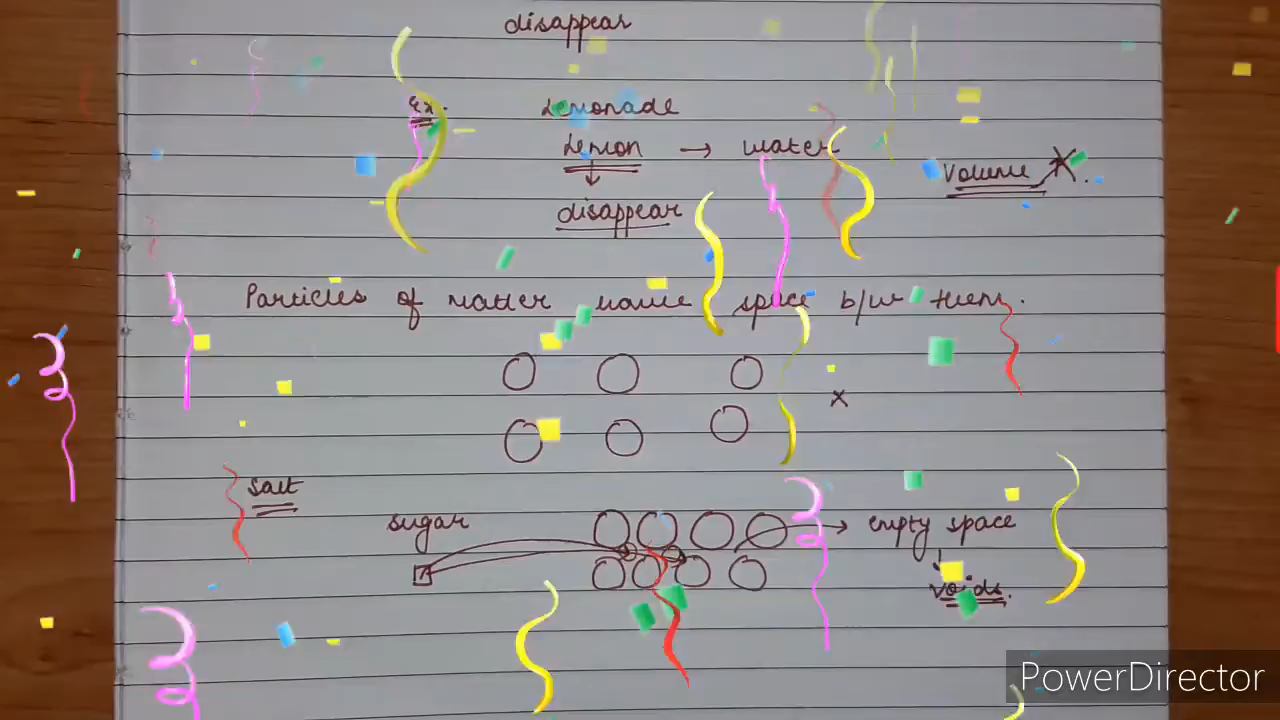 disappear
Ex. Lemonade
Lemon → water
Volume X.
disappear
Particles of matter have space b/w them.
x
Salt
sugar
empty space
voids.
PowerDirector